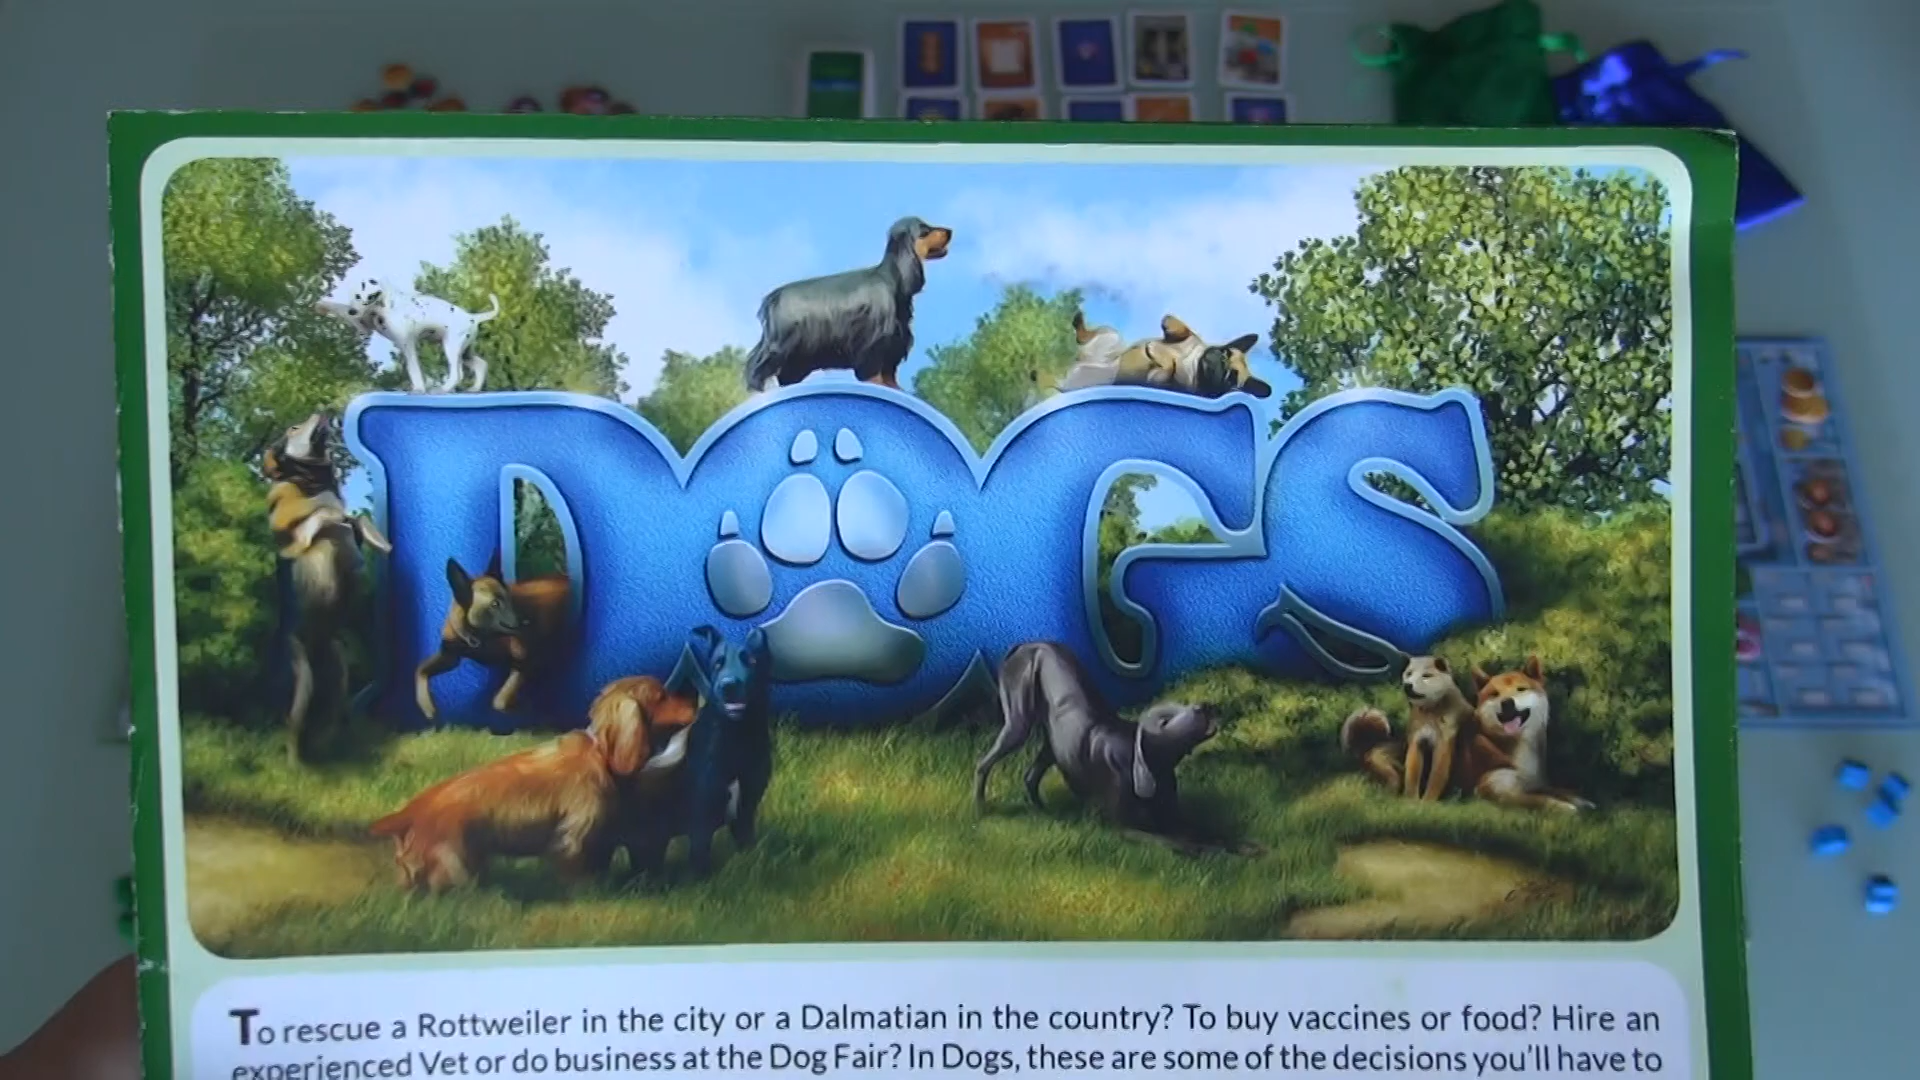 DOGS
To rescue a Rottweiler in the city or a Dalmatian in the country? To buy vaccines or food? Hire an
experienced Vet or do business at the Dog Fair? In Dogs, these are some of the decisions you'll have to